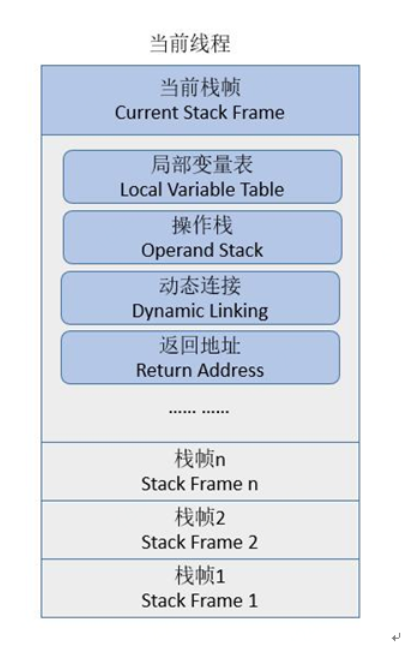 当前线程
当前栈帧
Current Stack Frame
局部变量表
Local Variable Table
操作栈
Operand Stack
动态连接
Dynamic Linking
返回地址
Return Address
…… ……
栈帧n
Stack Frame n
栈帧2
Stack Frame 2
栈帧1
Stack Frame 1